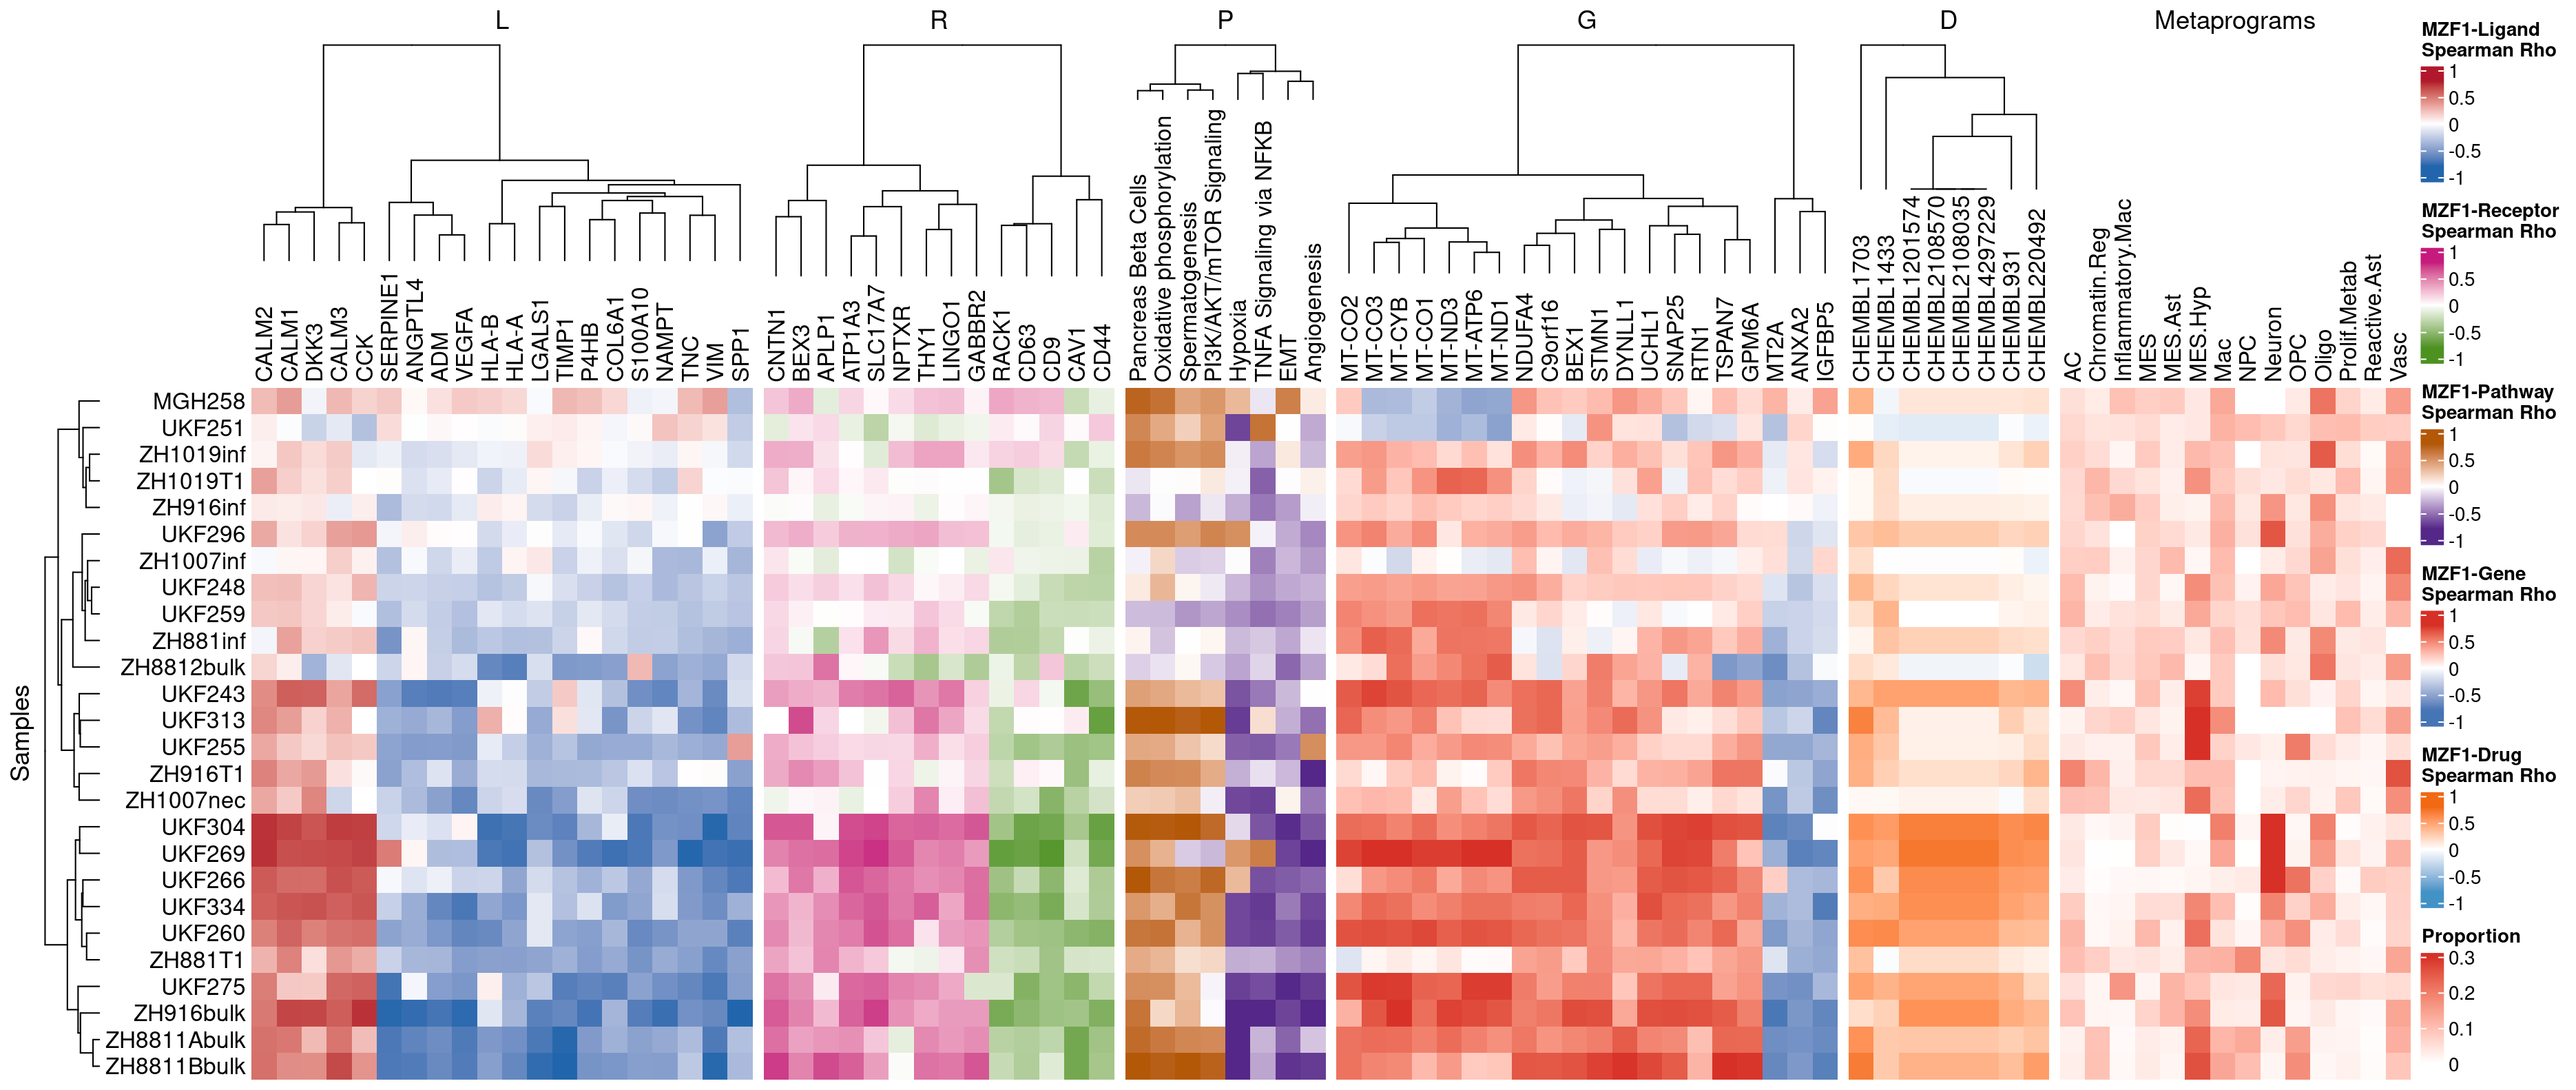 L R P G D Metaprograms
CALM2 CALM1 DKK3 CALM3 CCK SERPINE1 ANGPTL4 ADM VEGFA HLA-B HLA-A LGALS1 TIMP1 P4HB COL6A1 S100A10 NAMPT TNC VIM SPP1
CNTN1 BEX3 APLP1 ATP1A3 SLC17A7 NPTXR THY1 LINGO1 GABBR2 RACK1 CD63 CD9 CAV1 CD44
Pancreas Beta Cells
Oxidative phosphorylation
Spermatogenesis
PI3K/AKT/mTOR Signaling
Hypoxia
TNFA Signaling via NFKB
EMT
Angiogenesis
MT-CO2 MT-CO3 MT-CYB MT-CO1 MT-ND3 MT-ATP6 MT-ND1 NDUFA4 C9orf16 BEX1 STMN1 DYNLL1 UCHL1 SNAP25 RTN1 TSPAN7 GPM6A MT2A ANXA2 IGFBP5
CHEMBL1703 CHEMBL1433 CHEMBL1201574 CHEMBL2108570 CHEMBL2108035 CHEMBL4297229 CHEMBL931 CHEMBL220492
AC Chromatin.Reg Inflammatory.Mac MES MES.Ast MES.Hyp Mac NPC Neuron OPC Oligo Prolif.Metab Reactive.Ast Vasc
Samples
MGH258
UKF251
ZH1019inf
ZH1019T1
ZH916inf
UKF296
ZH1007inf
UKF248
UKF259
ZH881inf
ZH8812bulk
UKF243
UKF313
UKF255
ZH916T1
ZH1007nec
UKF304
UKF269
UKF266
UKF334
UKF260
ZH881T1
UKF275
ZH916bulk
ZH8811Abulk
ZH8811Bbulk
MZF1-Ligand
Spearman Rho
1
0.5
0
-0.5
-1
MZF1-Receptor
Spearman Rho
1
0.5
0
-0.5
-1
MZF1-Pathway
Spearman Rho
1
0.5
0
-0.5
-1
MZF1-Gene
Spearman Rho
1
0.5
0
-0.5
-1
MZF1-Drug
Spearman Rho
1
0.5
0
-0.5
-1
Proportion
0.3
0.2
0.1
0